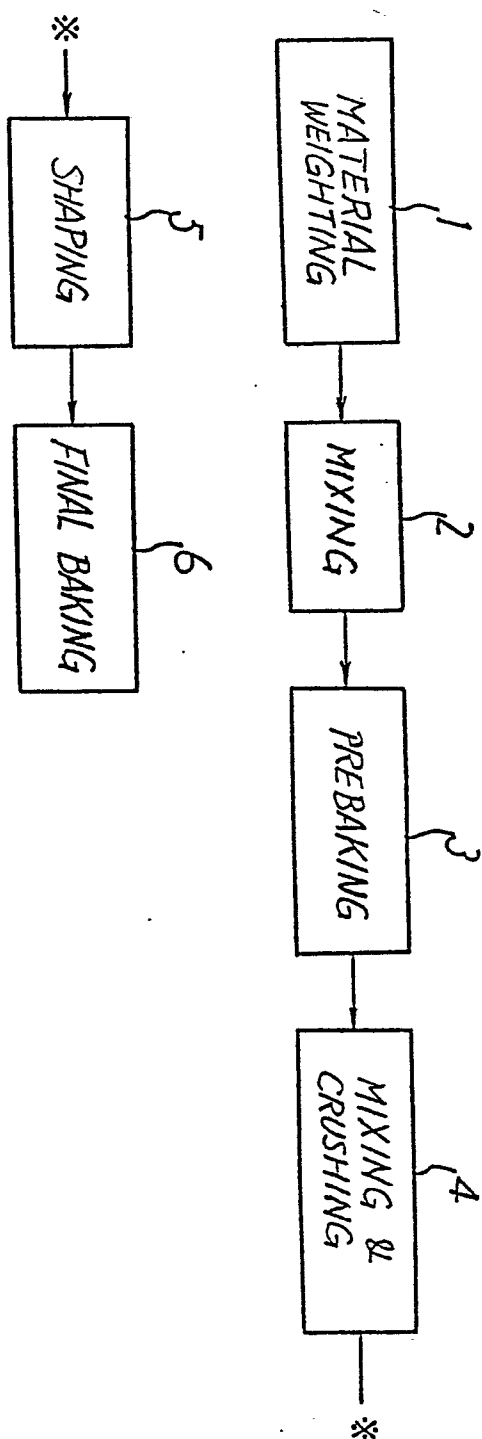 1
MATERIAL
WEIGHTING
2
MIXING
3
PREBAKING
4
MIXING &
CRUSHING
※
※
5
SHAPING
6
FINAL BAKING